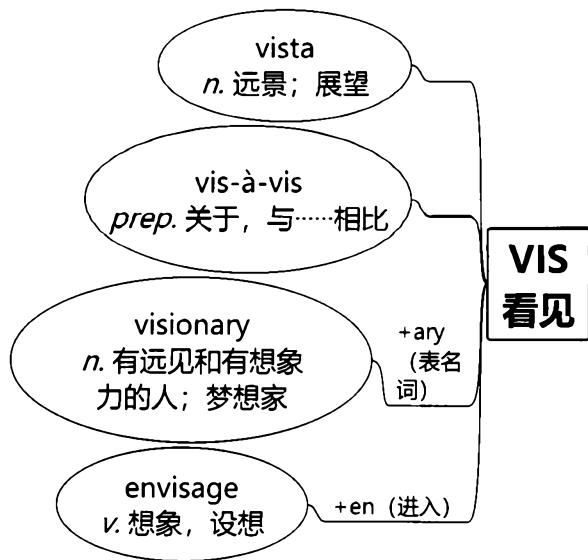 vista
n. 远景；展望
vis-à-vis
prep. 关于，与……相比
VIS
看见
visionary
n. 有远见和有想象
力的人；梦想家
+ary
（表名
词）
envisage
v. 想象，设想
+en（进入）